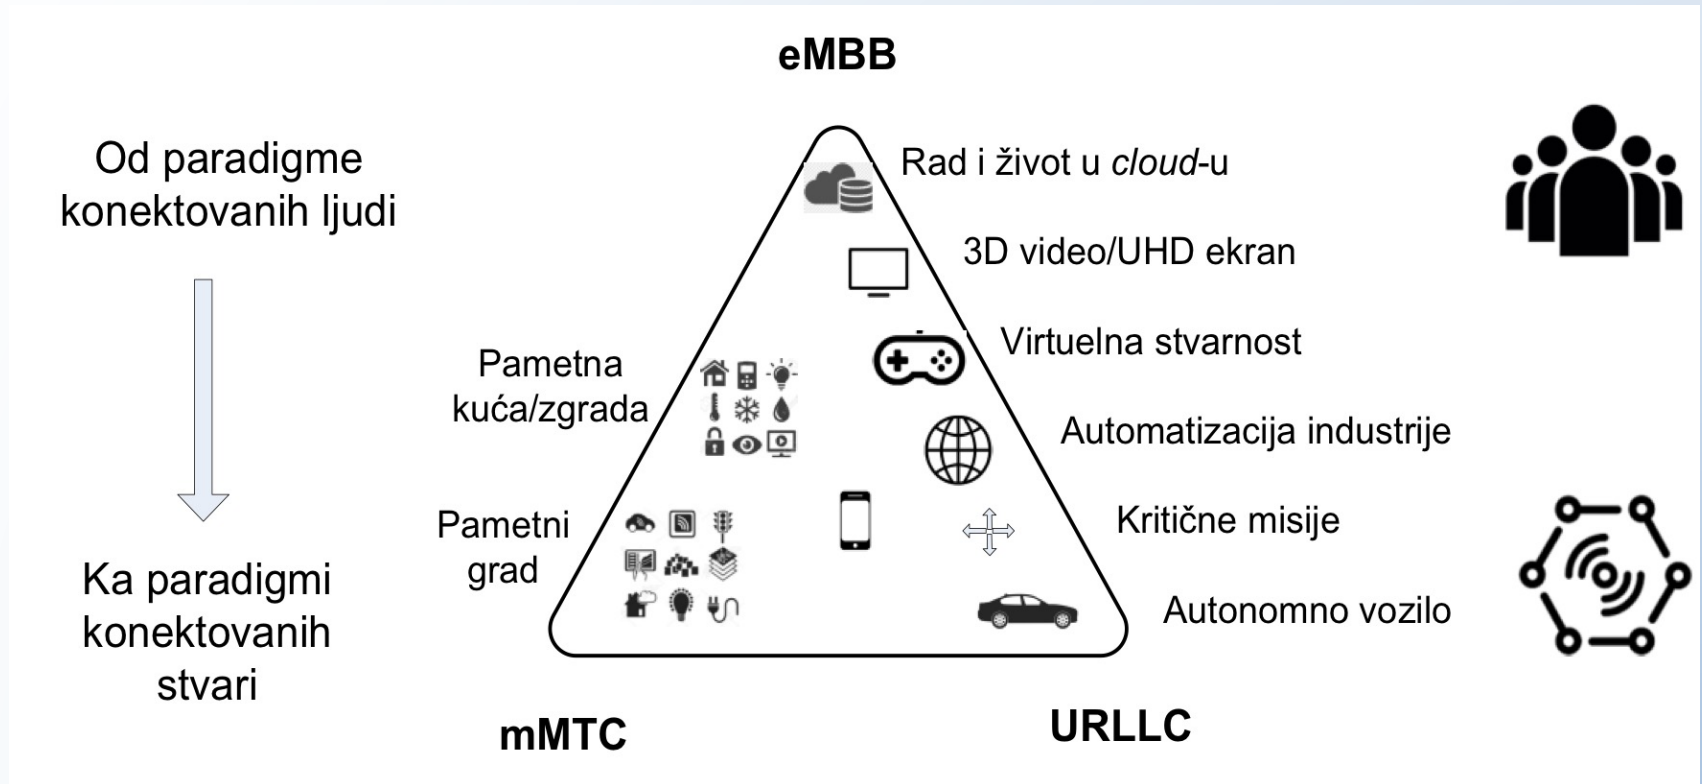 eMBB
Od paradigme
konektovanih ljudi
Ka paradigmi
konektovanih
stvari
Rad i život u cloud-u
3D video/UHD ekran
Virtuelna stvarnost
Automatizacija industrije
Kritične misije
Autonomno vozilo
Pametna
kuća/zgrada
Pametni
grad
mMTC
URLLC